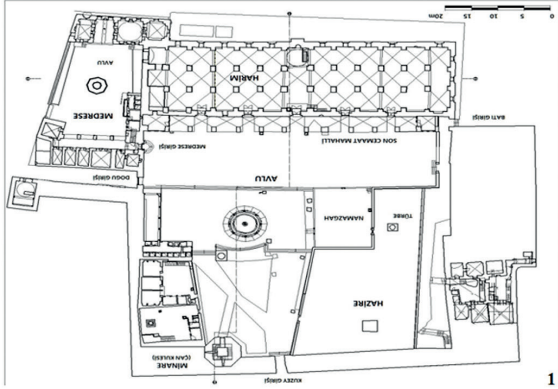 20m 15 10 5 0
AVLU
HARİM
MEDRESE
BATI GİRİŞİ
MEDRESE GİRİŞİ
SON CEMAAT MAHALLİ
DOĞU GİRİŞİ
AVLU
NAMAZGAH
TÜRBE
HAZİRE
MİNARE
(ÇAN KULESİ)
KUZEY GİRİŞİ
1